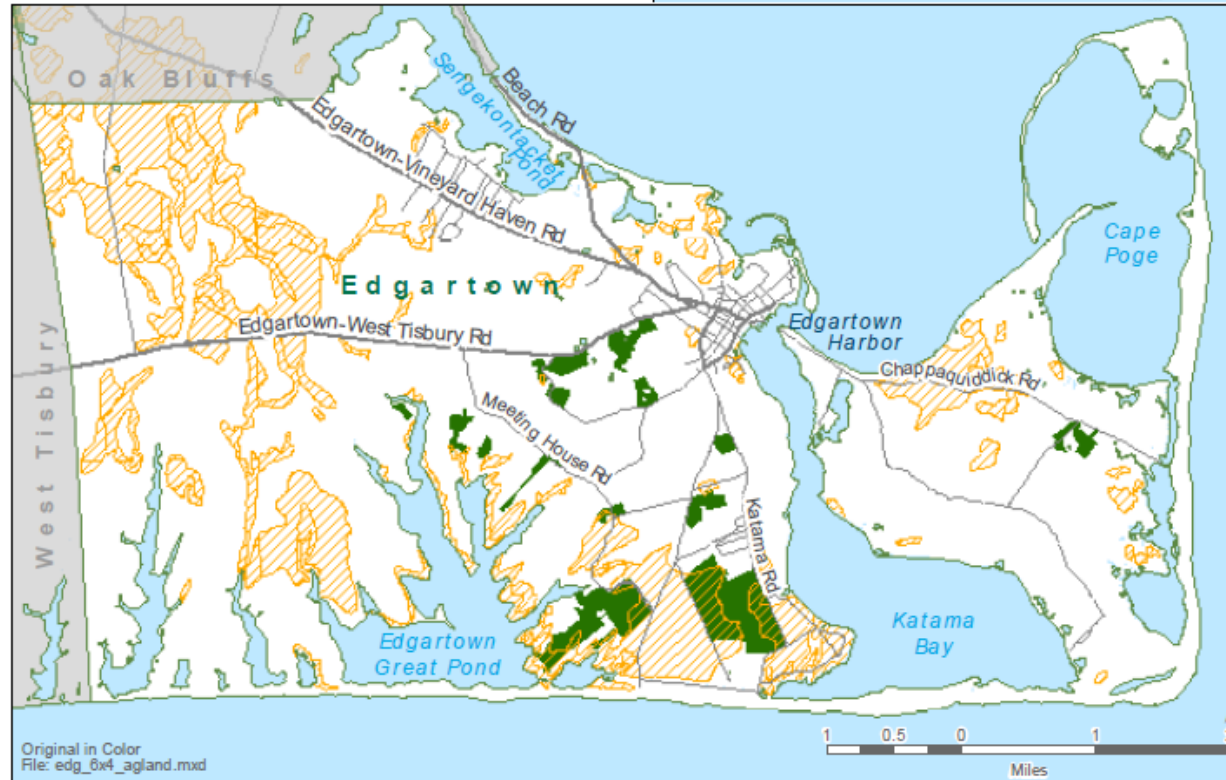 Oak Bluffs
Beach Rd
Sengekontacket
Pond
Edgartown-Vineyard Haven Rd
Cape
Poge
Edgartown
Edgartown-West Tisbury Rd
Edgartown
Harbor
Chappaquiddick Rd
West Tisbury
Meeting House Rd
Katama Rd
Katama
Bay
Edgartown
Great Pond
1 0.5 0 1
Miles
Original in Color
File: edg_6x4_agland.mxd